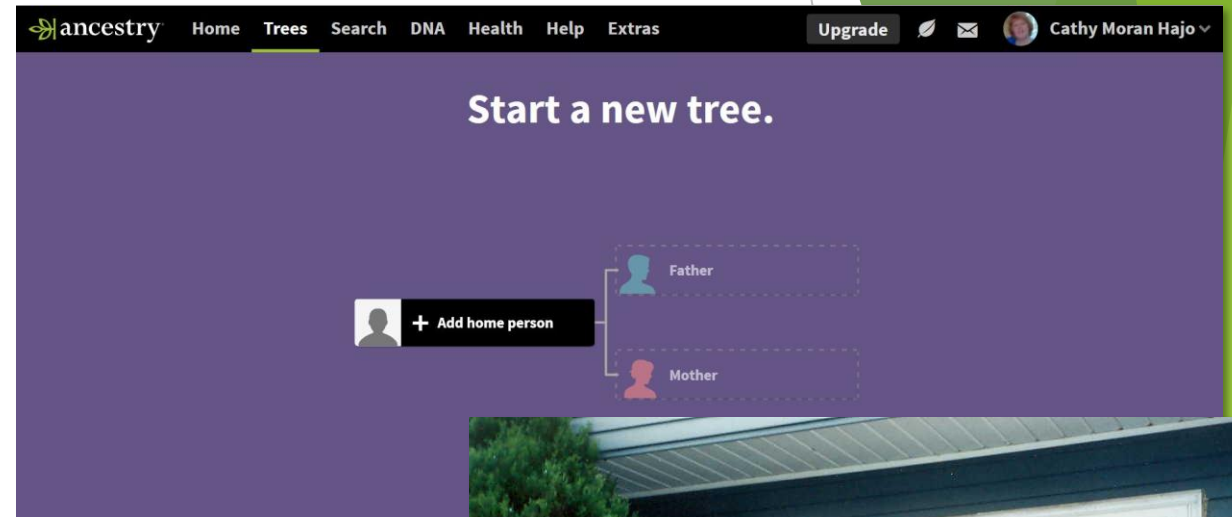 ancestry Home Trees Search DNA Health Help Extras Upgrade Cathy Moran Hajo
Start a new tree.
Father
+ Add home person
Mother